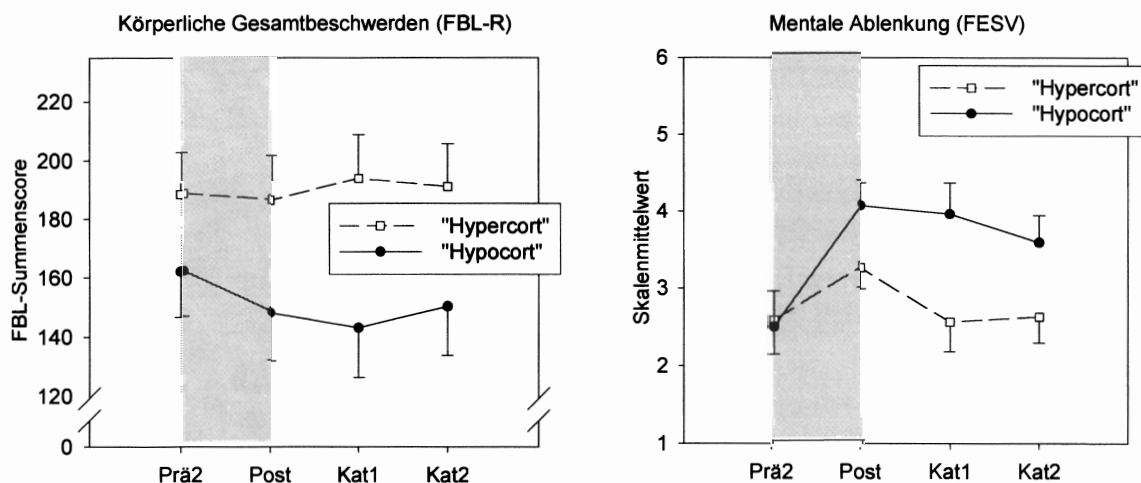 Körperliche Gesamtbeschwerden (FBL-R)
FBL-Summenscore
220
200
180
160
140
120
0
"Hypercort"
"Hypocort"
Prä2 Post Kat1 Kat2
Mentale Ablenkung (FESV)
Skalenmittelwert
6
5
4
3
2
1
"Hypercort"
"Hypocort"
Prä2 Post Kat1 Kat2